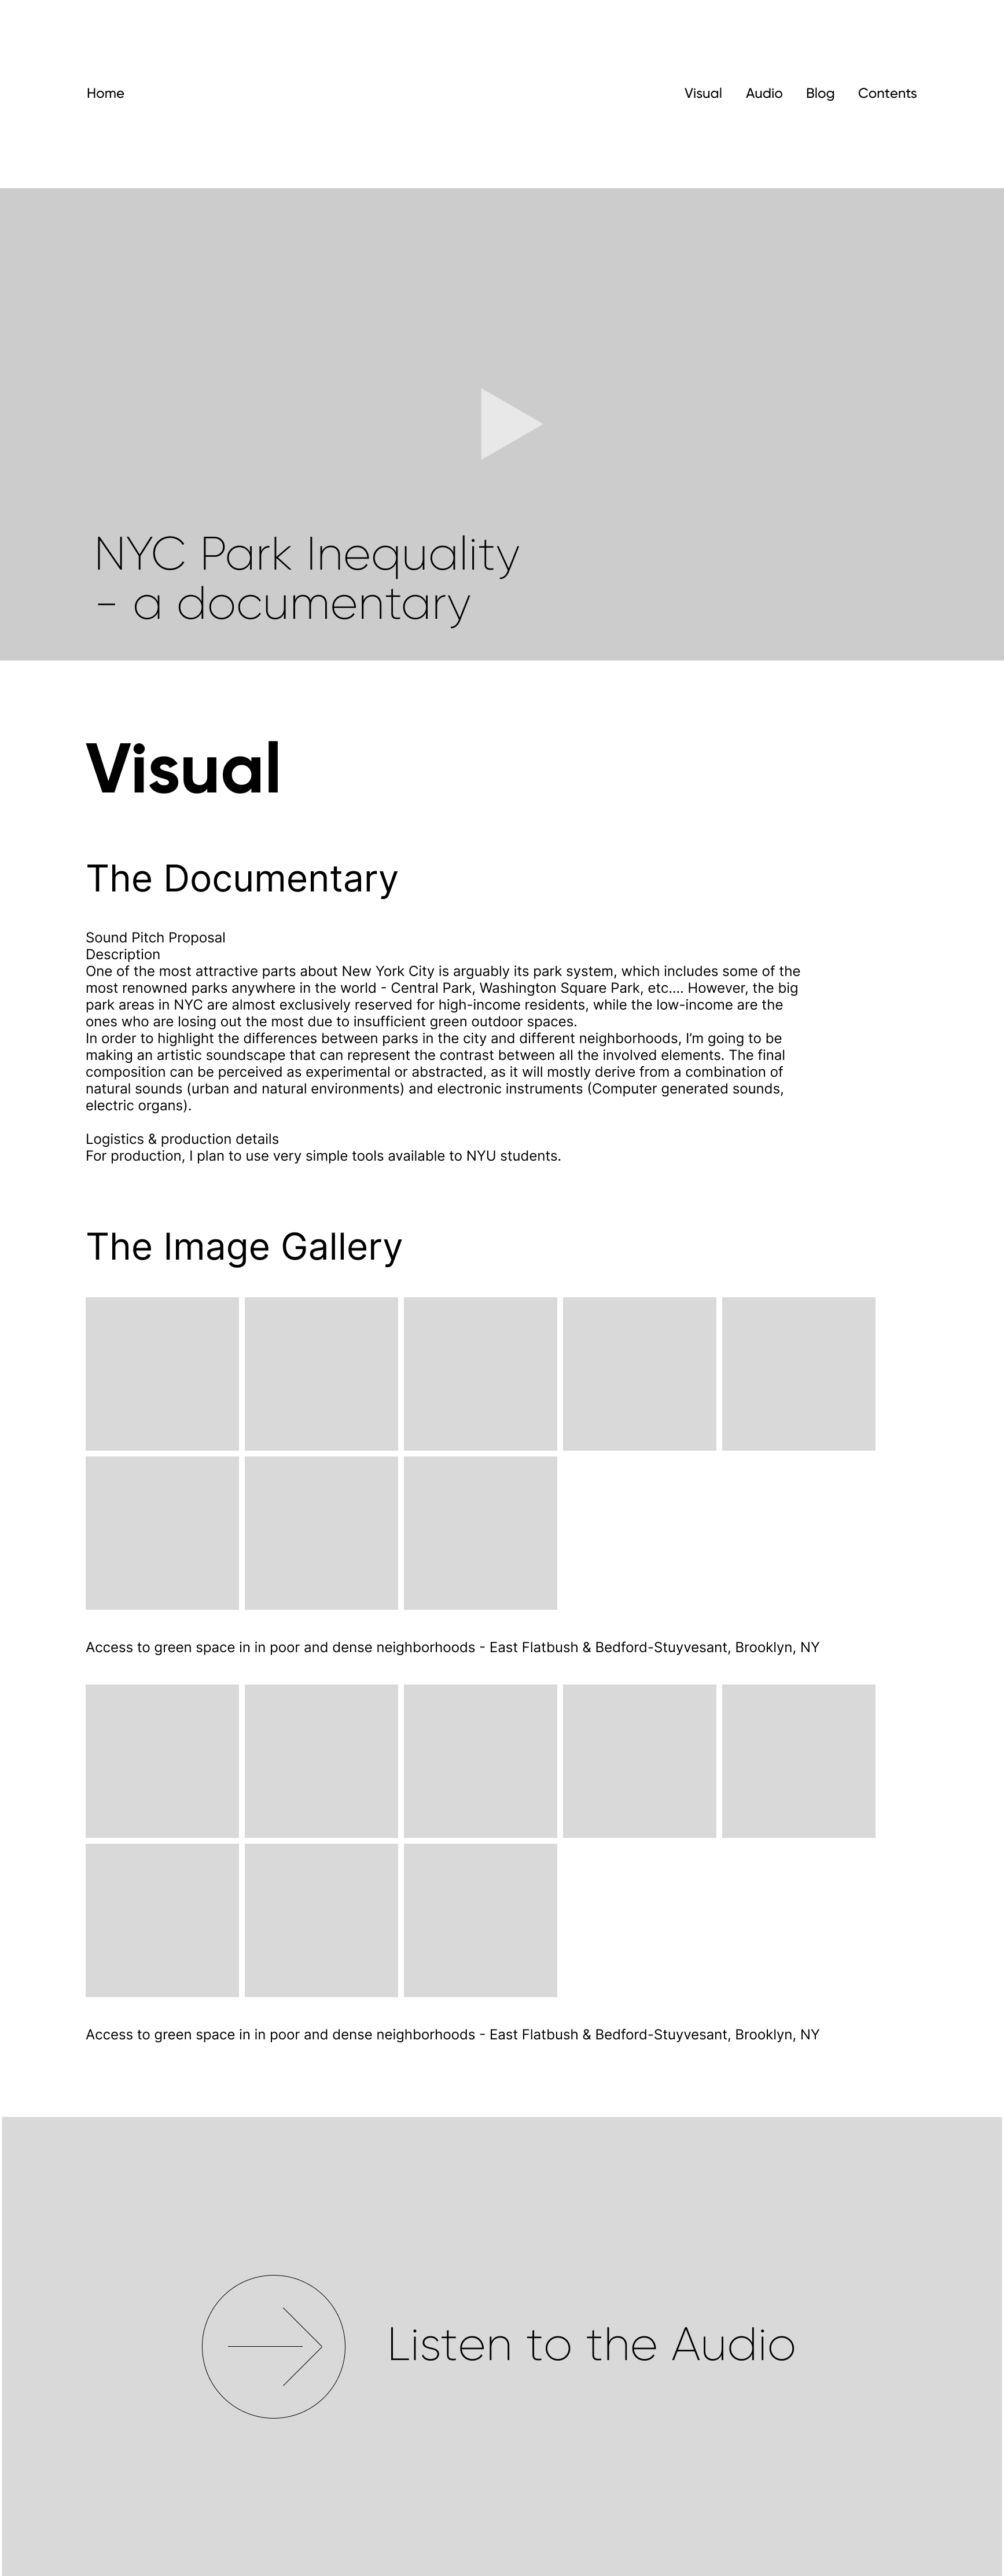 Home
Visual Audio Blog Contents
NYC Park Inequality
- a documentary
Visual
The Documentary
Sound Pitch Proposal
Description
One of the most attractive parts about New York City is arguably its park system, which includes some of the
most renowned parks anywhere in the world - Central Park, Washington Square Park, etc.... However, the big
park areas in NYC are almost exclusively reserved for high-income residents, while the low-income are the
ones who are losing out the most due to insufficient green outdoor spaces.
In order to highlight the differences between parks in the city and different neighborhoods, I'm going to be
making an artistic soundscape that can represent the contrast between all the involved elements. The final
composition can be perceived as experimental or abstracted, as it will mostly derive from a combination of
natural sounds (urban and natural environments) and electronic instruments (Computer generated sounds,
electric organs).
Logistics & production details
For production, I plan to use very simple tools available to NYU students.
The Image Gallery
Access to green space in in poor and dense neighborhoods - East Flatbush & Bedford-Stuyvesant, Brooklyn, NY
Access to green space in in poor and dense neighborhoods - East Flatbush & Bedford-Stuyvesant, Brooklyn, NY
Listen to the Audio